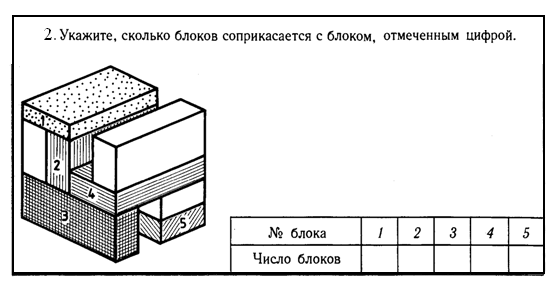 2. Укажите, сколько блоков соприкасается с блоком, отмеченным цифрой.
1
2
4
3
5
№ блока 1 2 3 4 5
Число блоков